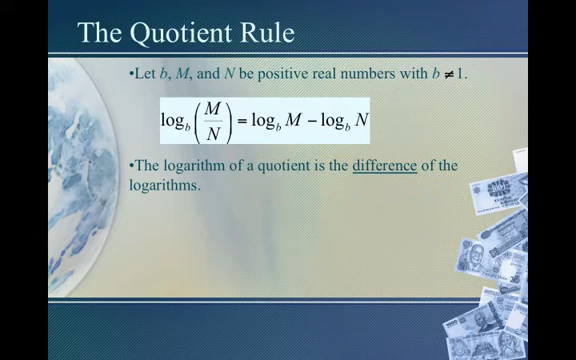 The Quotient Rule
•Let b, M, and N be positive real numbers with b ≠ 1.
log_b (M/N) = log_b M − log_b N
•The logarithm of a quotient is the difference of the
logarithms.